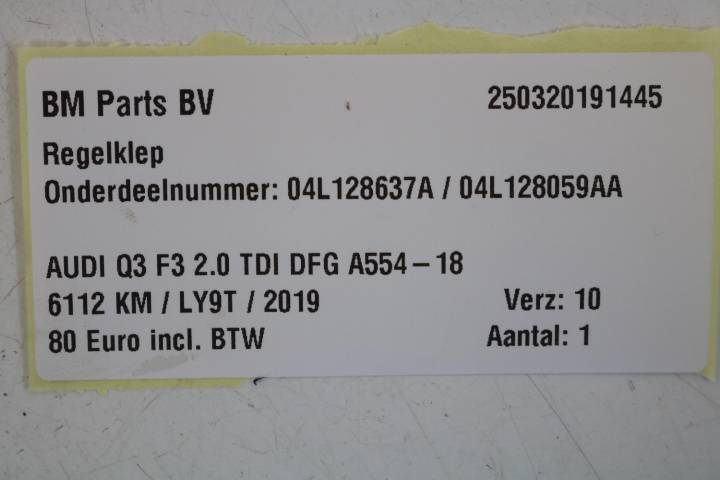 BM Parts BV 250320191445
Regelklep
Onderdeelnummer: 04L128637A / 04L128059AA
AUDI Q3 F3 2.0 TDI DFG A554-18
6112 KM / LY9T / 2019 Verz: 10
80 Euro incl. BTW Aantal: 1